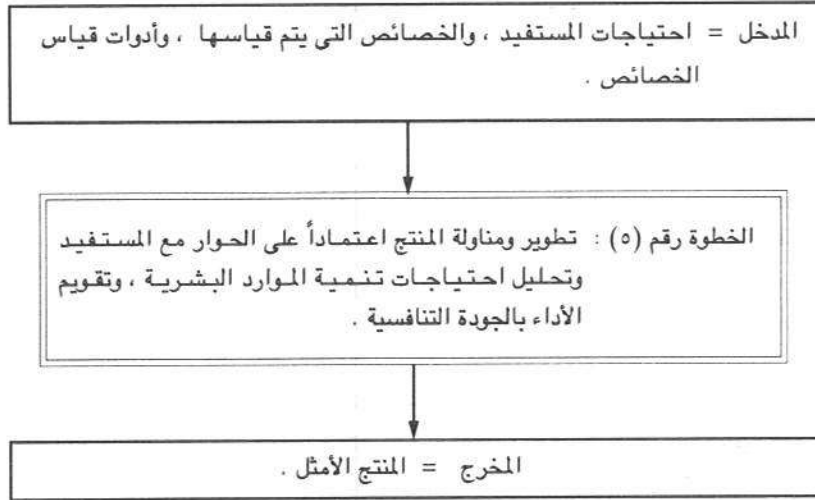 المدخل = احتياجات المستفيد ، والخصائص التى يتم قياسها ، وأدوات قياس
الخصائص .
الخطوة رقم (٥) : تطوير ومناولة المنتج اعتماداً على الحوار مع المستفيد
وتحليل احتياجات تنمية الموارد البشرية ، وتقويم
الأداء بالجودة التنافسية .
المخرج = المنتج الأمثل .